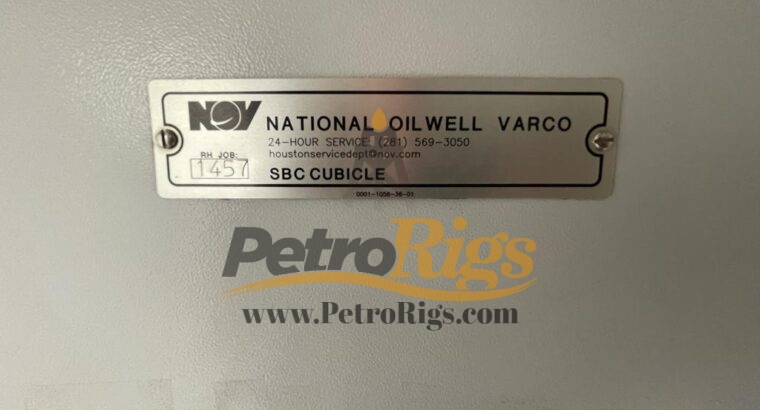 NOV NATIONAL OILWELL VARCO
24-HOUR SERVICE: (281) 569-3050
houstonservicedept@nov.com
RH JOB:
1457
SBC CUBICLE
0001-1056-36-01
PetroRigs
www.PetroRigs.com